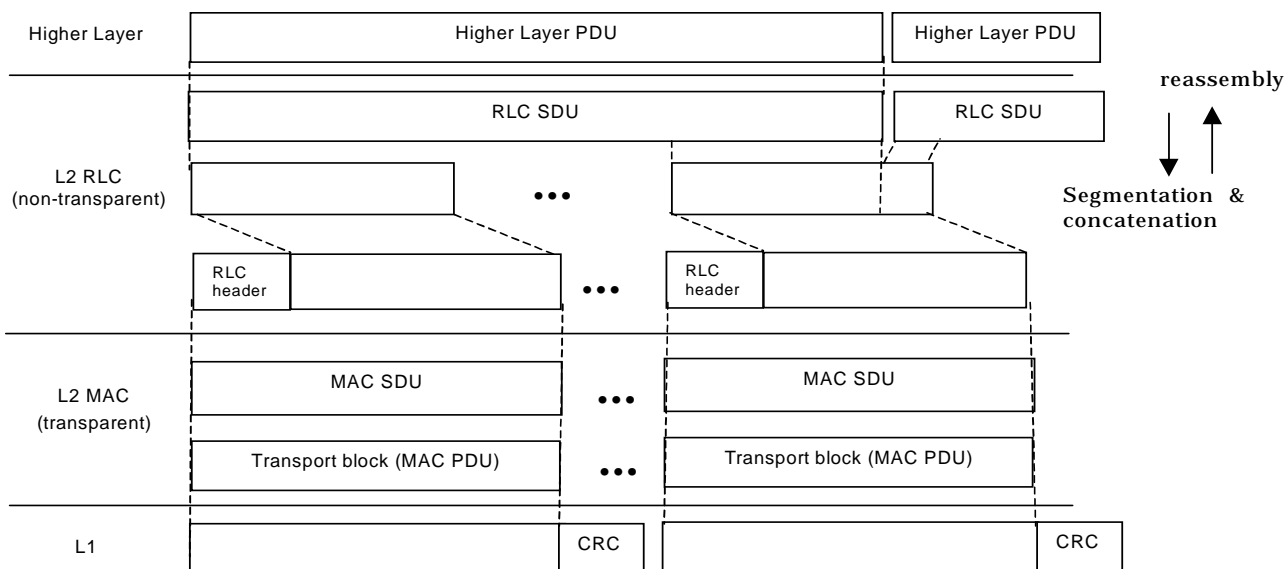 Higher Layer
Higher Layer PDU
Higher Layer PDU
reassembly
RLC SDU
RLC SDU
L2 RLC
(non-transparent)
Segmentation &
concatenation
RLC
header
RLC
header
L2 MAC
(transparent)
MAC SDU
MAC SDU
Transport block (MAC PDU)
Transport block (MAC PDU)
L1
CRC
CRC